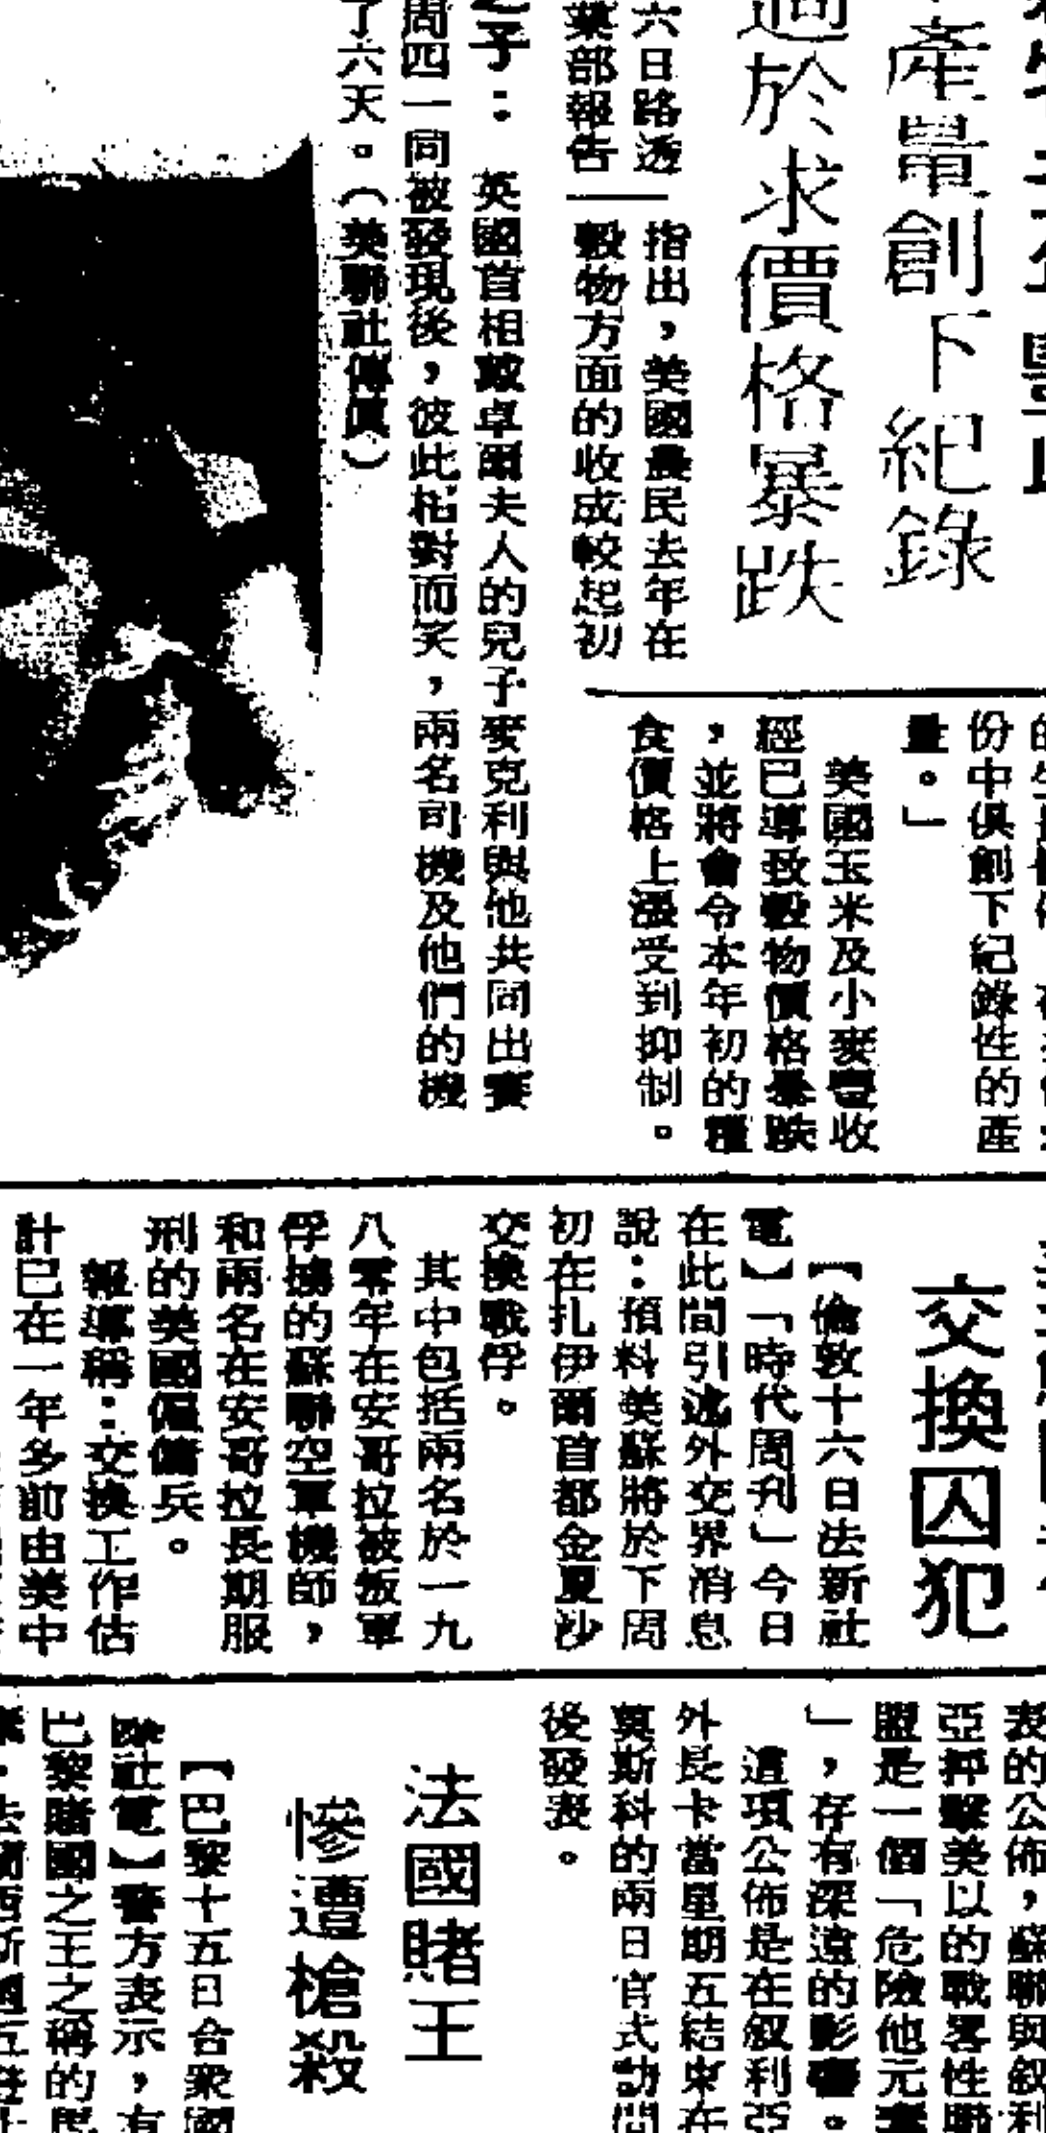 產量創下紀錄
過於求價格暴跌
六日路透
業部報告
指出，美國農民去年在
穀物方面的收成較起初
之子：　英國首相戴卓爾夫人的兒子麥克利與他共同出賽
周四一同被發現後，彼此相對而笑，兩名司機及他們的機
了六天。（美聯社傳真）
份中俱創下紀錄性的產
量。」
美國玉米及小麥豐收
經已導致穀物價格暴跌
，並將會令本年初的糧
食價格上漲受到抑制。
交換囚犯
【倫敦十六日法新社
電】「時代周刋」今日
在此間引述外交界消息
說：預料美蘇將於下周
初在扎伊爾首都金夏沙
交換戰俘。
其中包括兩名於一九
八零年在安哥拉被叛軍
俘擄的蘇聯空軍機師，
和兩名在安哥拉長期服
刑的美國僱傭兵。
報導稱：交換工作估
計已在一年多前由美中
表的公佈，蘇聯與叙利
亞抨擊美以的戰畧性聯
盟是一個「危險他元素
」，存有深遠的影響。
這項公佈是在叙利亞
外長卡當星期五結束在
莫斯科的兩日官式訪問
後發表。
法國賭王
慘遭槍殺
【巴黎十五日合衆國
際社電】警方表示，有
巴黎賭國之王之稱的民